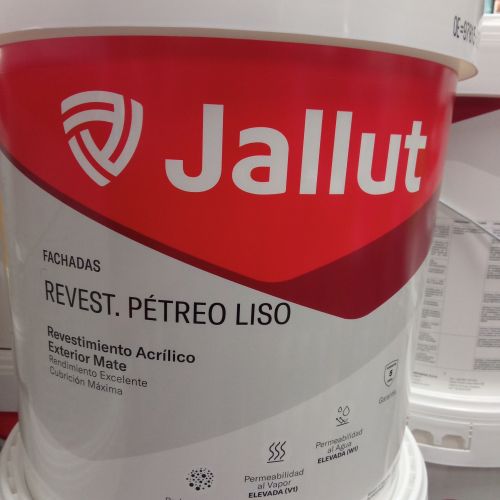 Jallut
FACHADAS
REVEST. PÉTREO LISO
Revestimiento Acrílico
Exterior Mate
Rendimiento Excelente
Cubrición Máxima
Permeabilidad
al Agua
ELEVADA (W1)
Permeabilidad
al Vapor
ELEVADA (V1)